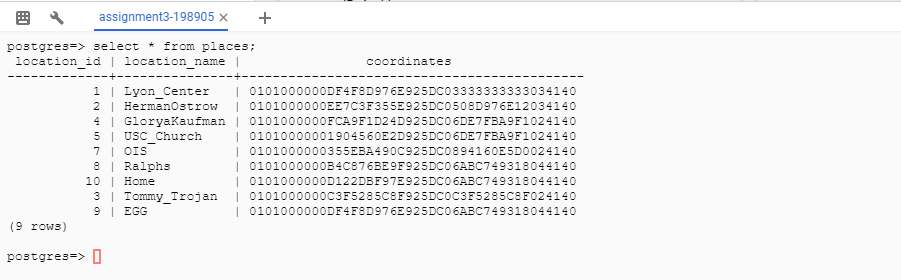 assignment3-198905
postgres=> select * from places;
location_id | location_name | coordinates
-------------+---------------+--------------------------------------------
1 | Lyon_Center | 0101000000DF4F8D976E925DC03333333333034140
2 | HermanOstrow | 0101000000EE7C3F355E925DC0508D976E12034140
4 | GloryaKaufman | 0101000000FCA9F1D24D925DC06DE7FBA9F1024140
5 | USC_Church | 01010000001904560E2D925DC06DE7FBA9F1024140
7 | OIS | 0101000000355EBA490C925DC0894160E5D0024140
8 | Ralphs | 0101000000B4C876BE9F925DC06ABC749318044140
10 | Home | 0101000000D122DBF97E925DC06ABC749318044140
3 | Tommy_Trojan | 0101000000C3F5285C8F925DC0C3F5285C8F024140
9 | EGG | 0101000000DF4F8D976E925DC06ABC749318044140
(9 rows)
postgres=>